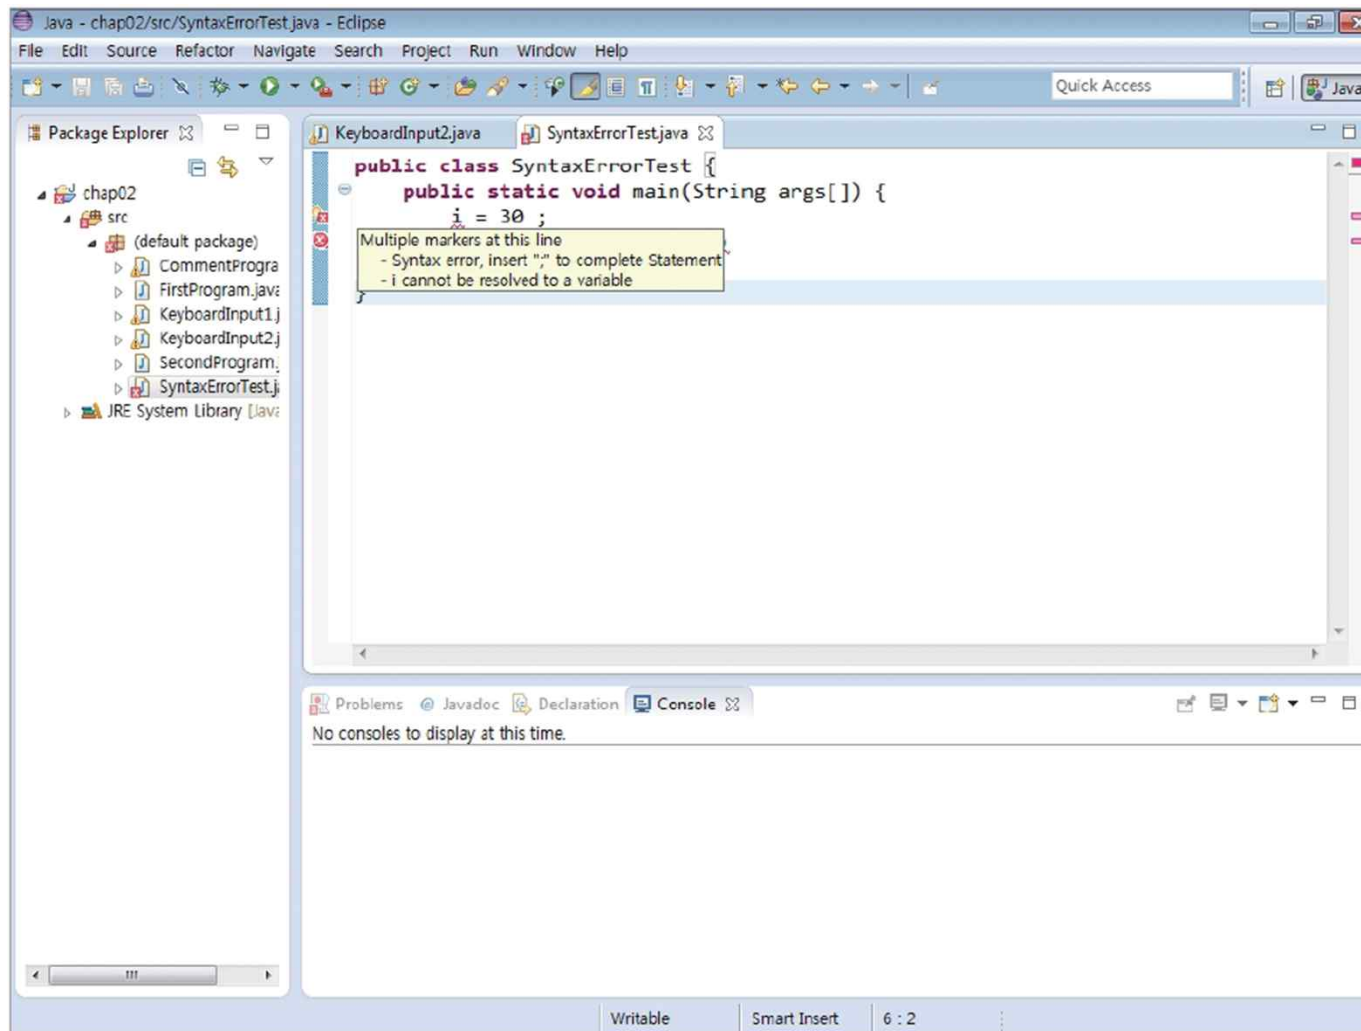 Java - chap02/src/SyntaxErrorTest.java - Eclipse
File Edit Source Refactor Navigate Search Project Run Window Help
Quick Access
Java
Package Explorer
KeyboardInput2.java
SyntaxErrorTest.java
chap02
src
(default package)
CommentProgra
FirstProgram.java
KeyboardInput1.j
KeyboardInput2.j
SecondProgram.
SyntaxErrorTest.ja
JRE System Library [Java
public class SyntaxErrorTest {
public static void main(String args[]) {
i = 30 ;
Multiple markers at this line
- Syntax error, insert ";" to complete Statement
- i cannot be resolved to a variable
}
Problems @ Javadoc Declaration Console
No consoles to display at this time.
Writable Smart Insert 6 : 2